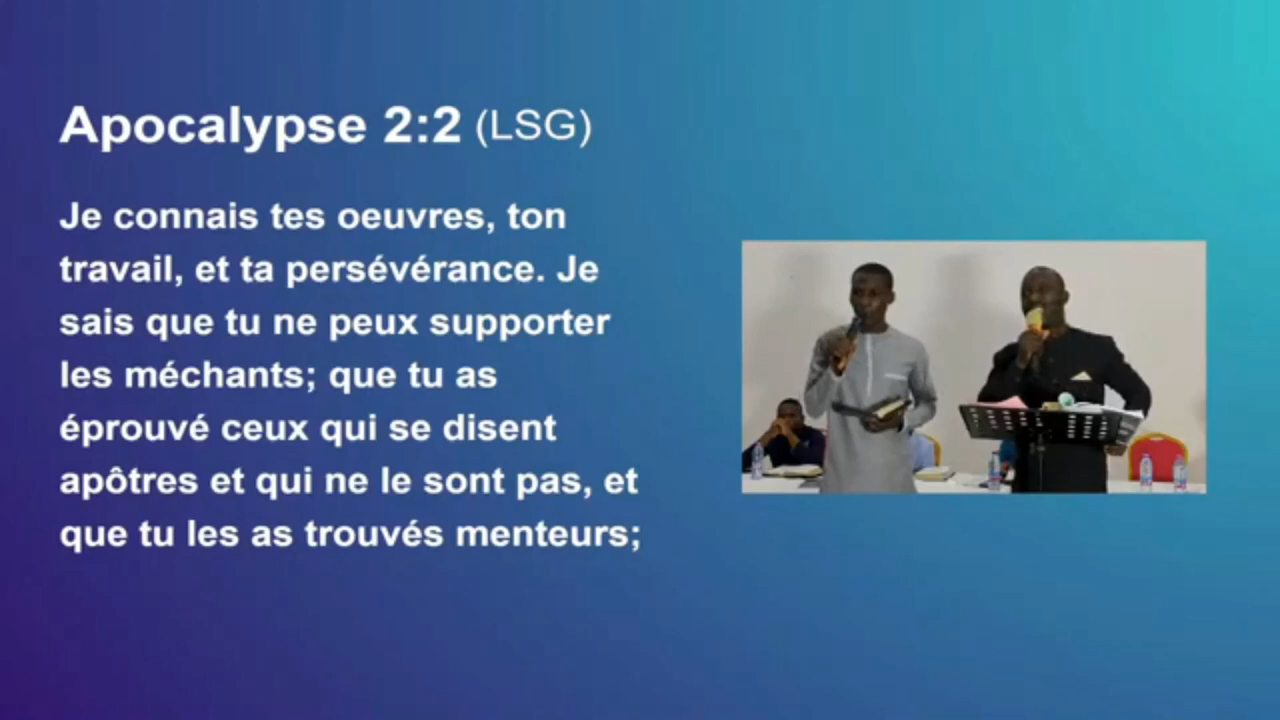 Apocalypse 2:2 (LSG)
Je connais tes oeuvres, ton
travail, et ta persévérance. Je
sais que tu ne peux supporter
les méchants; que tu as
éprouvé ceux qui se disent
apôtres et qui ne le sont pas, et
que tu les as trouvés menteurs;